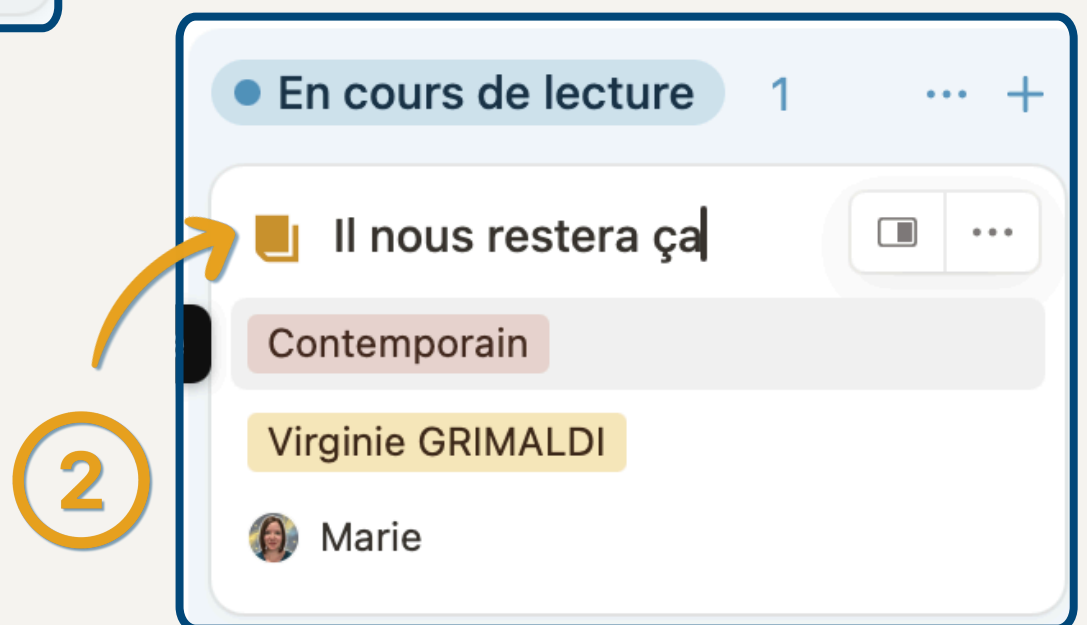 En cours de lecture 1
Il nous restera ça
Contemporain
Virginie GRIMALDI
2
Marie